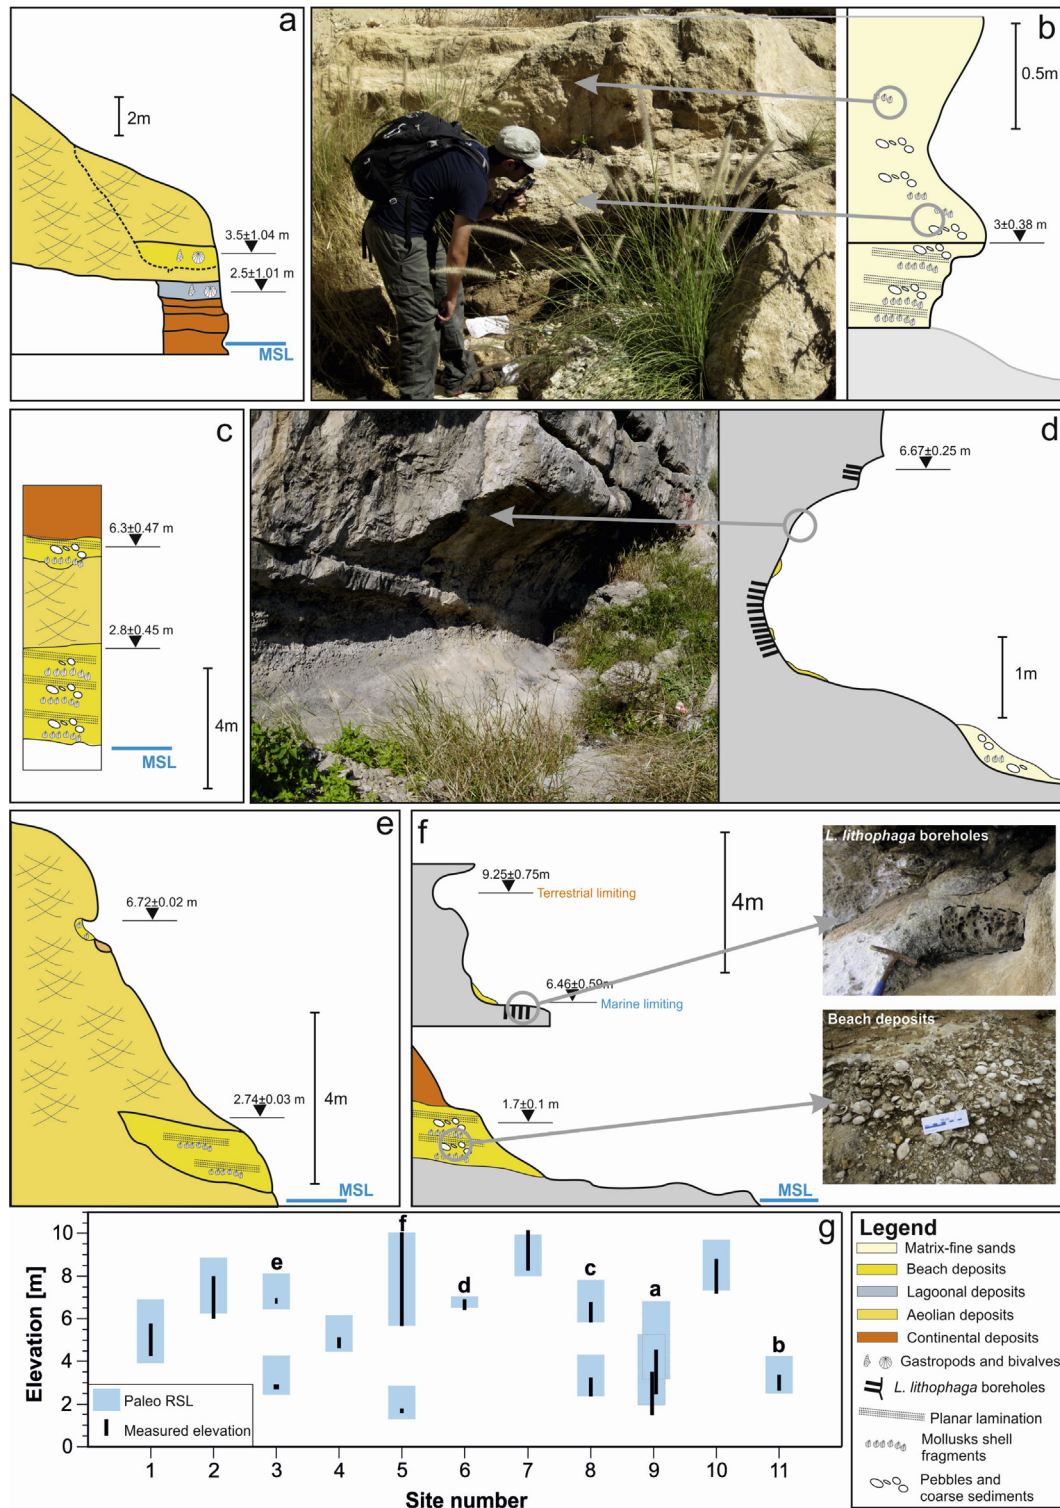 a
2m
3.5±1.04 m
2.5±1.01 m
MSL
b
0.5m
3±0.38 m
c
6.3±0.47 m
2.8±0.45 m
MSL
4m
d
6.67±0.25 m
1m
e
6.72±0.02 m
2.74±0.03 m
4m
MSL
f
9.25±0.75m
Terrestrial limiting
6.46±0.59m
Marine limiting
4m
1.7±0.1 m
MSL
L. lithophaga boreholes
Beach deposits
g
Elevation [m]
10
8
6
4
2
0
e
f
d
c
a
b
Paleo RSL
Measured elevation
1 2 3 4 5 6 7 8 9 10 11
Site number
Legend
Matrix-fine sands
Beach deposits
Lagoonal deposits
Aeolian deposits
Continental deposits
Gastropods and bivalves
L. lithophaga boreholes
Planar lamination
Mollusks shell
fragments
Pebbles and
coarse sediments